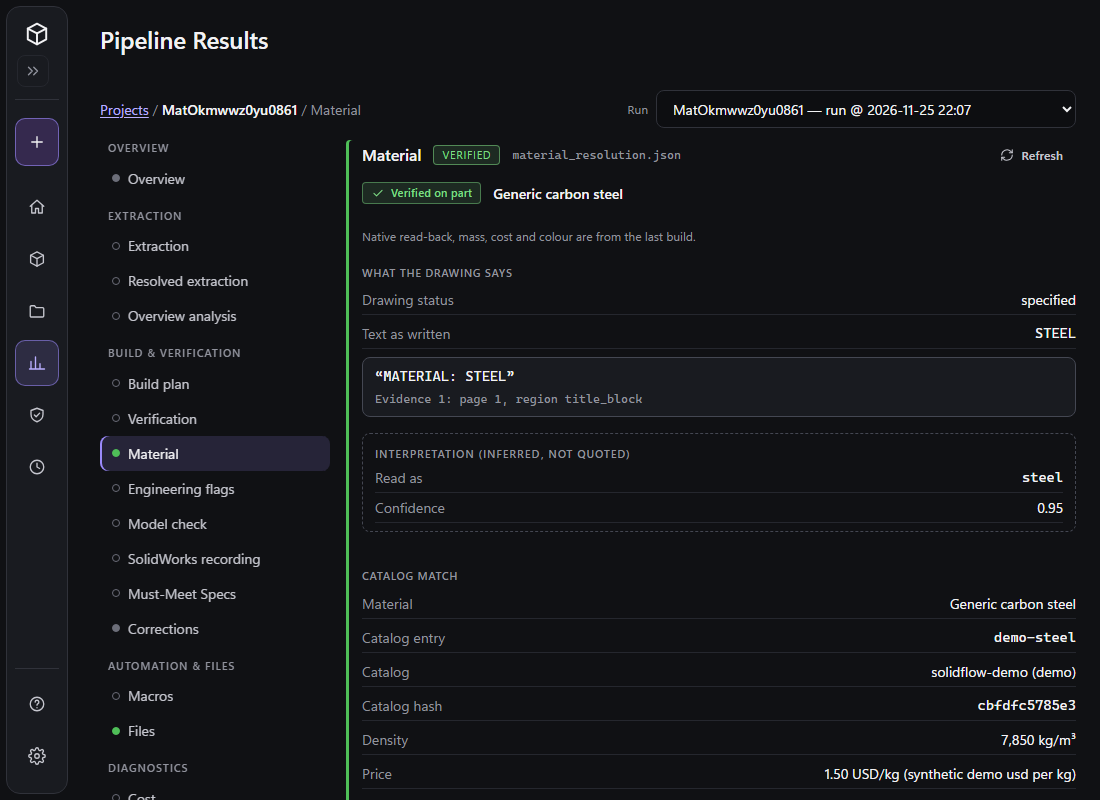 Pipeline Results
Projects / MatOkmwwz0yu0861 / Material
Run
MatOkmwwz0yu0861 — run @ 2026-11-25 22:07
OVERVIEW
Overview
EXTRACTION
Extraction
Resolved extraction
Overview analysis
BUILD & VERIFICATION
Build plan
Verification
Material
Engineering flags
Model check
SolidWorks recording
Must-Meet Specs
Corrections
AUTOMATION & FILES
Macros
Files
DIAGNOSTICS
Cost
Material VERIFIED material_resolution.json
Refresh
Verified on part Generic carbon steel
Native read-back, mass, cost and colour are from the last build.
WHAT THE DRAWING SAYS
Drawing status specified
Text as written STEEL
“MATERIAL: STEEL”
Evidence 1: page 1, region title_block
INTERPRETATION (INFERRED, NOT QUOTED)
Read as steel
Confidence 0.95
CATALOG MATCH
Material Generic carbon steel
Catalog entry demo-steel
Catalog solidflow-demo (demo)
Catalog hash cbfdfc5785e3
Density 7,850 kg/m³
Price 1.50 USD/kg (synthetic demo usd per kg)